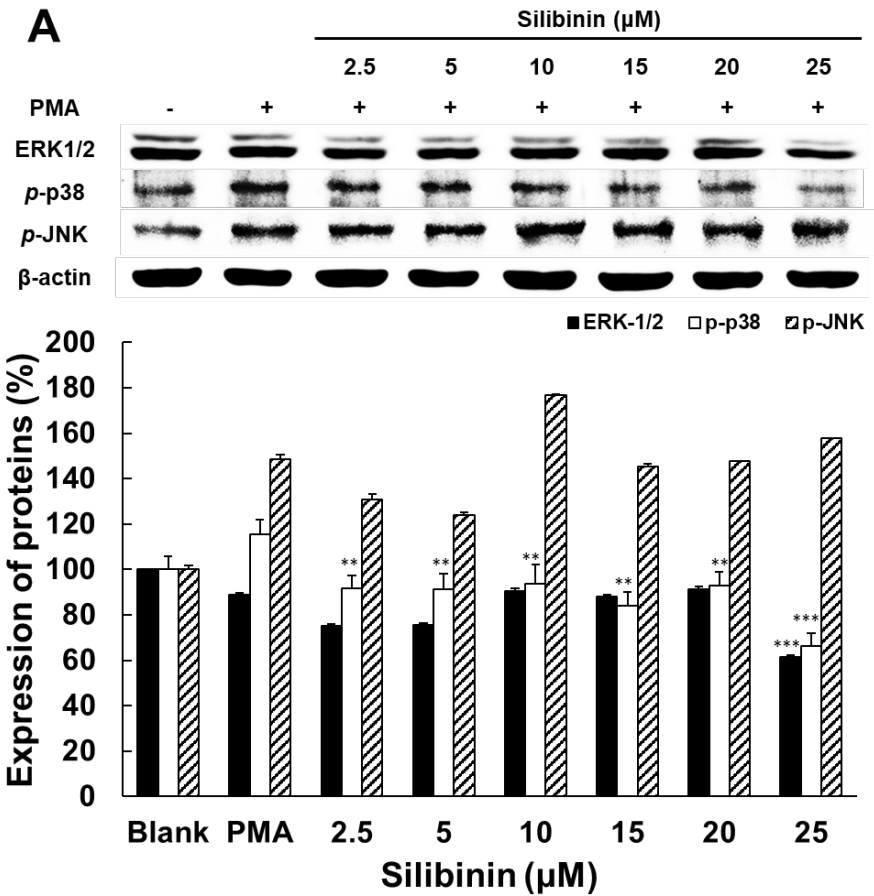 A
Silibinin (μM)
2.5 5 10 15 20 25
PMA - + + + + + + +
ERK1/2
p-p38
p-JNK
β-actin
ERK-1/2 p-p38 p-JNK
Expression of proteins (%)
200
180
160
140
120
100
80
60
40
20
0
** ** ** ** ** *** ***
Blank PMA 2.5 5 10 15 20 25
Silibinin (μM)